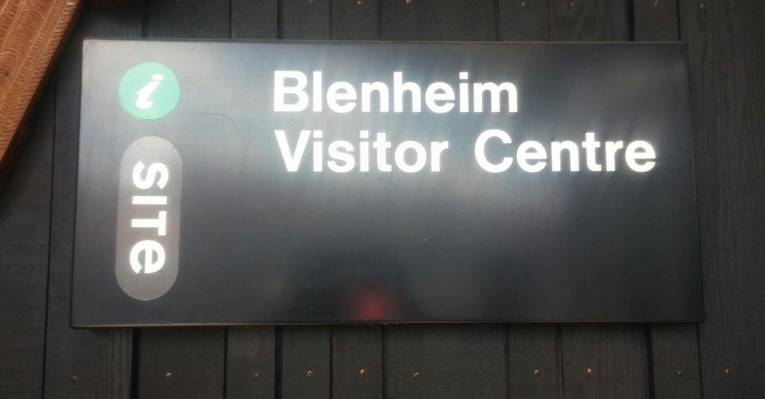 i
SITe
Blenheim
Visitor Centre